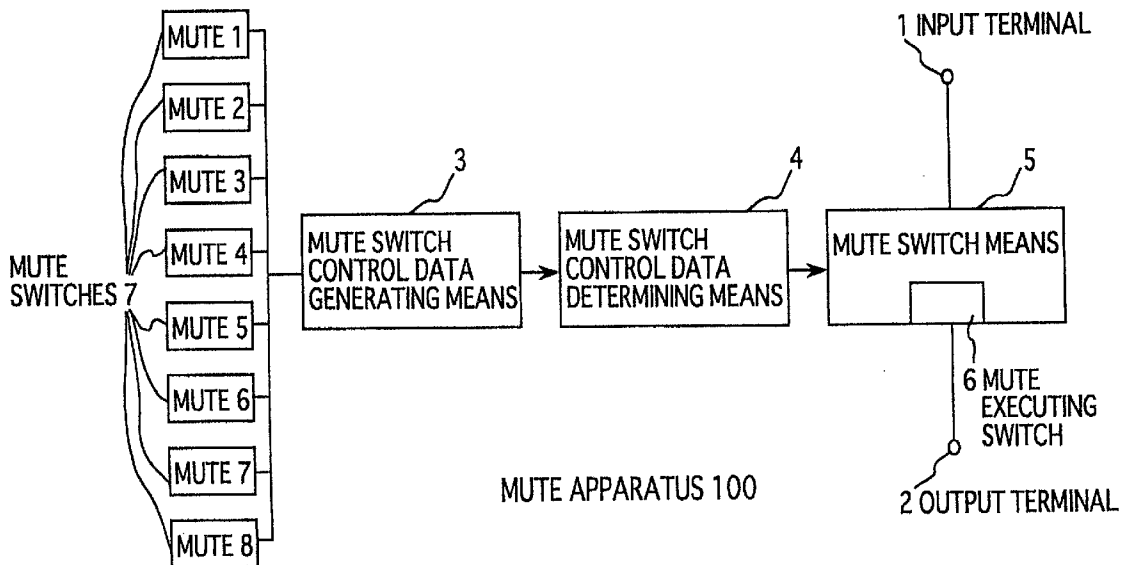 MUTE 1
MUTE 2
MUTE 3
MUTE 4
MUTE 5
MUTE 6
MUTE 7
MUTE 8
MUTE
SWITCHES 7
3
MUTE SWITCH
CONTROL DATA
GENERATING MEANS
4
MUTE SWITCH
CONTROL DATA
DETERMINING MEANS
1 INPUT TERMINAL
5
MUTE SWITCH MEANS
6 MUTE
EXECUTING
SWITCH
2 OUTPUT TERMINAL
MUTE APPARATUS 100